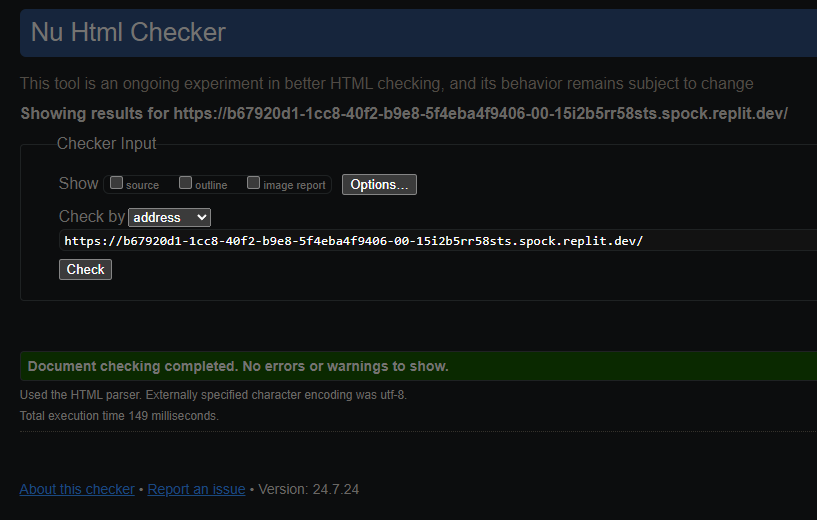 Nu Html Checker
This tool is an ongoing experiment in better HTML checking, and its behavior remains subject to change
Showing results for https://b67920d1-1cc8-40f2-b9e8-5f4eba4f9406-00-15i2b5rr58sts.spock.replit.dev/
Checker Input
Show source outline image report Options...
Check by address
https://b67920d1-1cc8-40f2-b9e8-5f4eba4f9406-00-15i2b5rr58sts.spock.replit.dev/
Check
Document checking completed. No errors or warnings to show.
Used the HTML parser. Externally specified character encoding was utf-8.
Total execution time 149 milliseconds.
About this checker • Report an issue • Version: 24.7.24